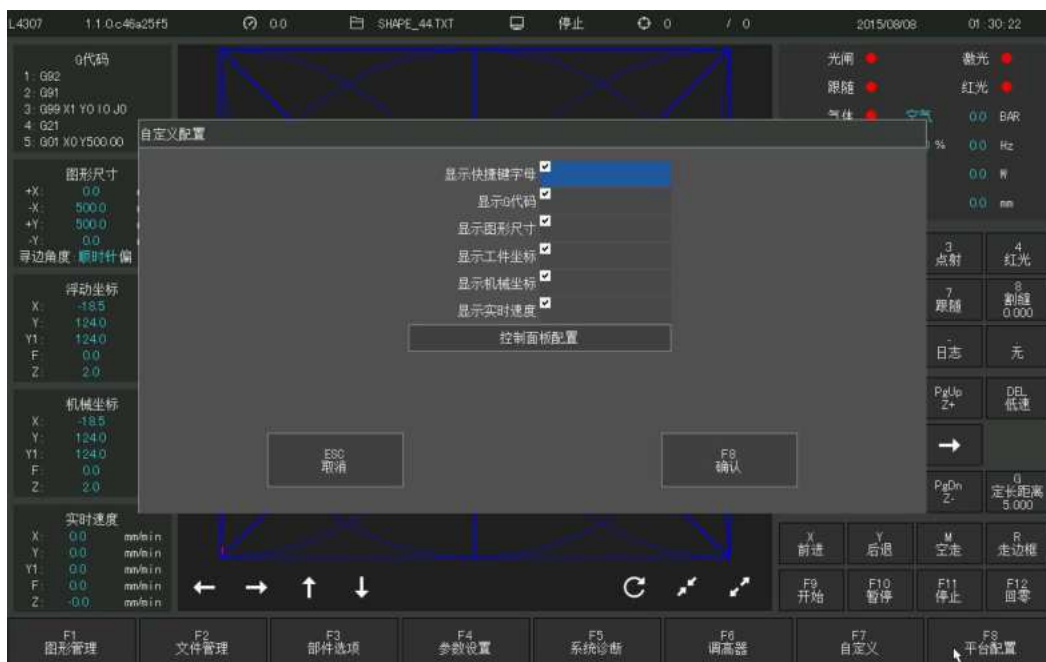 L4307 1.1.0.c46a25f5 0.0 SHAPE_44.TXT 停止 0 / 0 2015/08/08 01:30:22
G代码
1: G92
2: G91
3: G99 X1 Y0 I0 J0
4: G21
5: G01 X0 Y500.00
图形尺寸
+X: 0.0
-X: 500.0
+Y: 500.0
-Y: 0.0
寻边角度 顺时针偏
浮动坐标
X: -18.5
Y: 124.0
Y1: 124.0
F: 0.0
Z: 2.0
机械坐标
X: -18.5
Y: 124.0
Y1: 124.0
F: 0.0
Z: 2.0
实时速度
X: 0.0 mm/min
Y: 0.0 mm/min
Y1: 0.0 mm/min
F: 0.0 mm/min
Z: -0.0 mm/min
自定义配置
显示快捷键字母
显示G代码
显示图形尺寸
显示工件坐标
显示机械坐标
显示实时速度
控制面板配置
ESC
取消
F8
确认
光闸 激光
跟随 红光
气体 空气 0.0 BAR
% 0.0 Hz
0.0 W
0.0 mm
3
点射
4
红光
7
跟随
8
割缝
0.000
-
日志
.
无
PgUp
Z+
DEL
低速
PgDn
Z-
G
定长距离
5.000
X
前进
Y
后退
M
空走
R
走边框
F9
开始
F10
暂停
F11
停止
F12
回零
F1
图形管理
F2
文件管理
F3
部件选项
F4
参数设置
F5
系统诊断
F6
调高器
F7
自定义
F8
平台配置